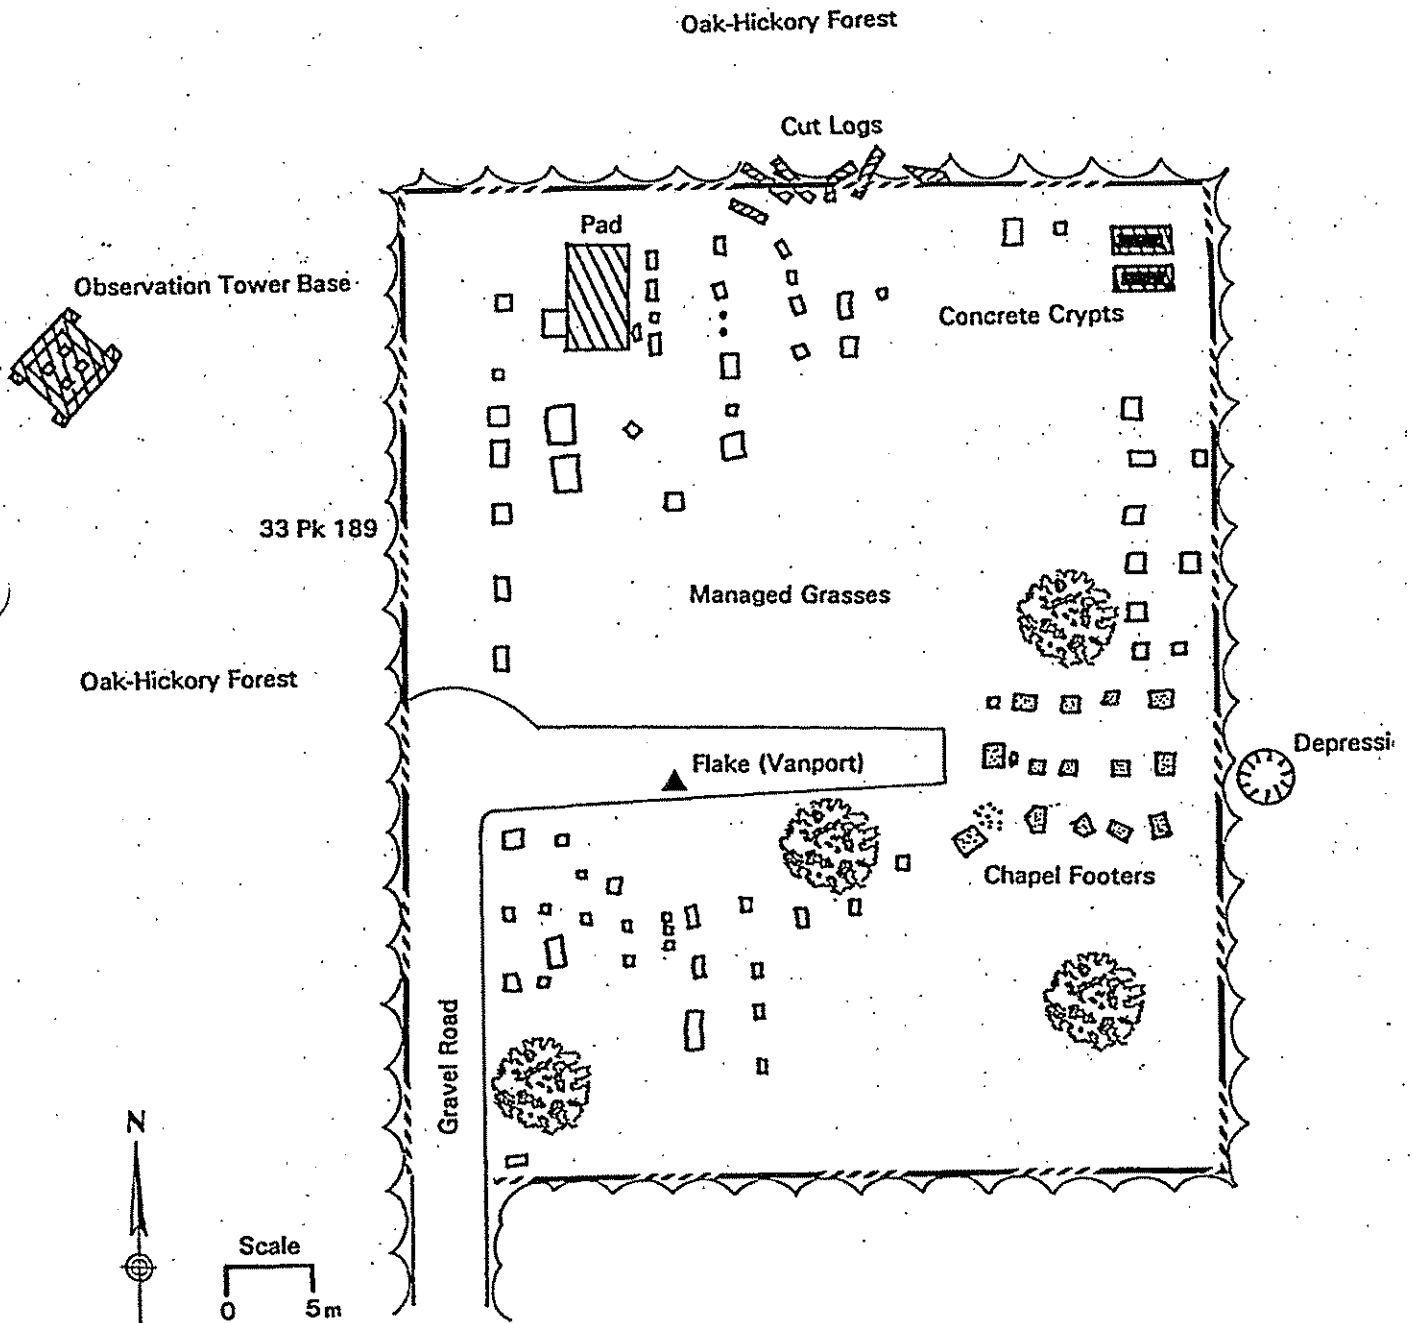 Oak-Hickory Forest
Cut Logs
Pad
Observation Tower Base
Concrete Crypts
33 Pk 189
Managed Grasses
Oak-Hickory Forest
Depressi
Flake (Vanport)
Chapel Footers
Gravel Road
N
Scale
0 5m